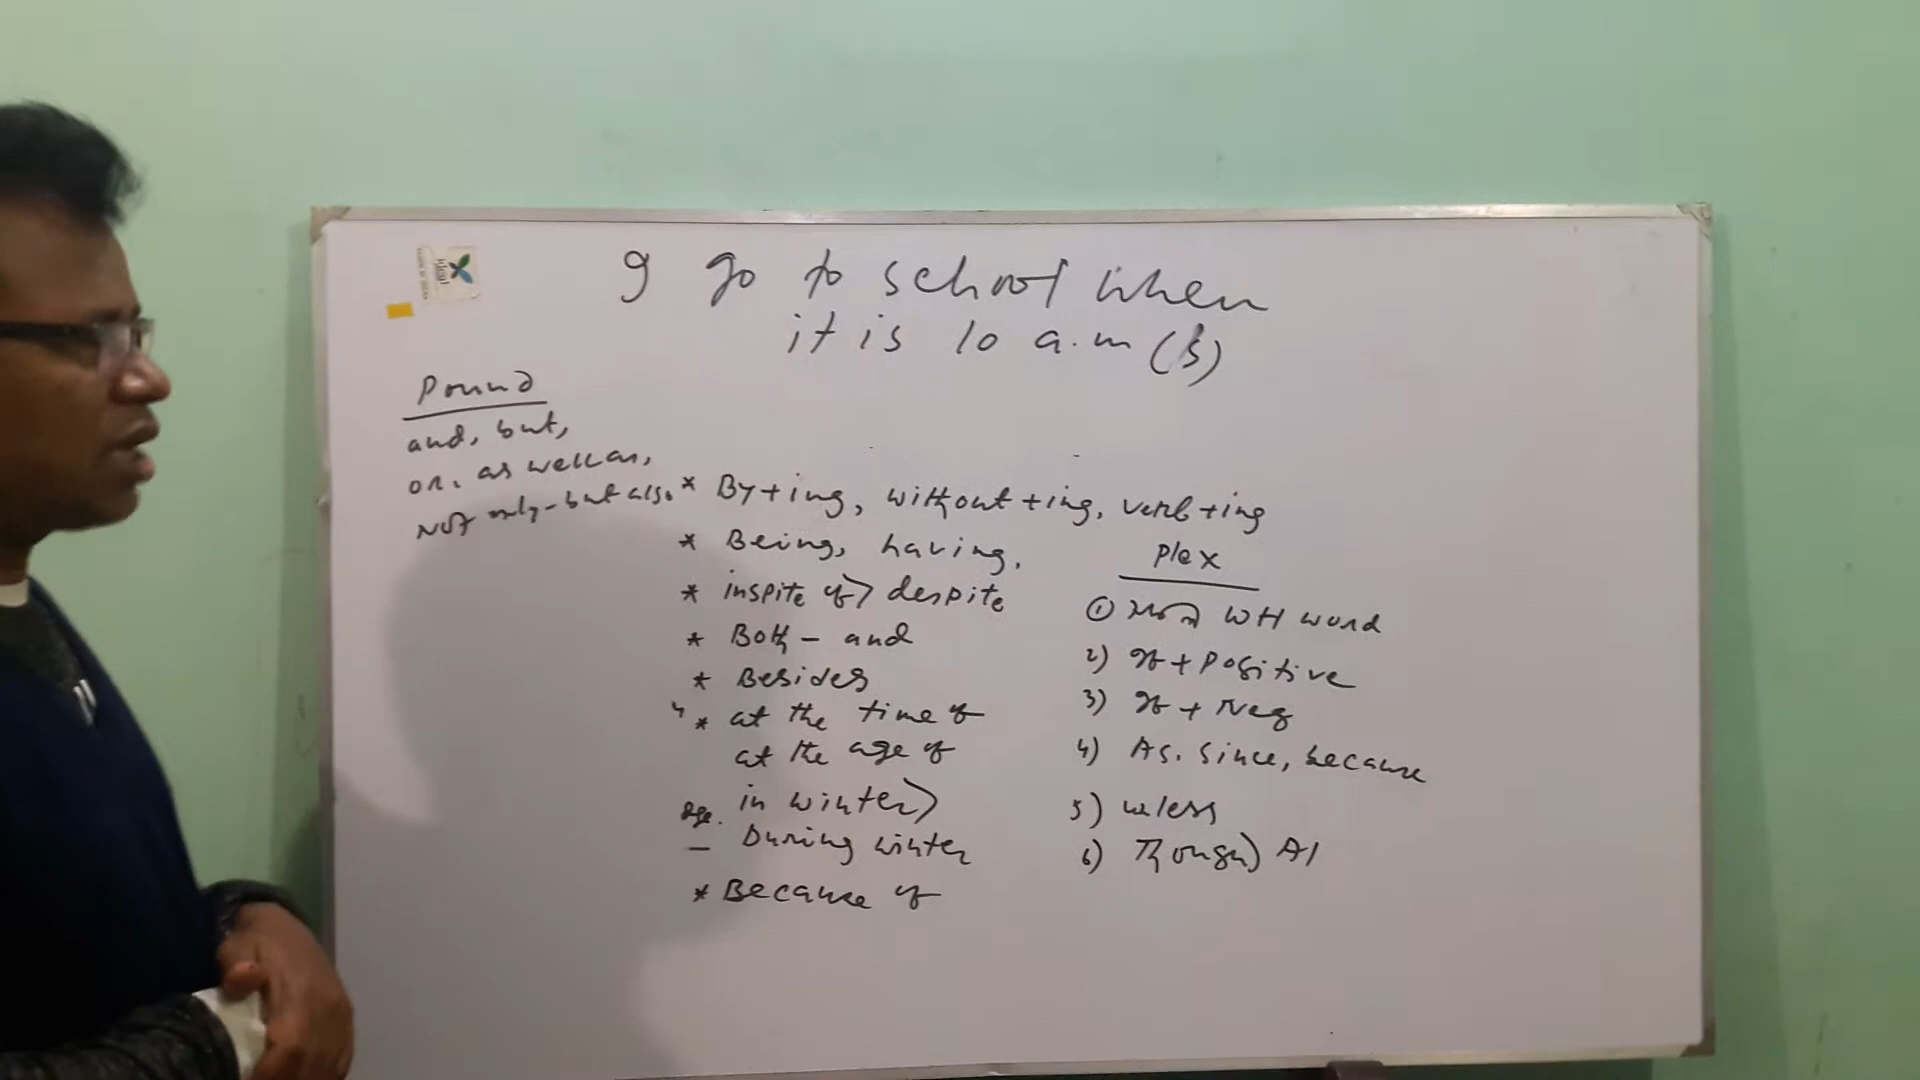 I go to school when
it is 10 a.m (s)
Pound
and, but,
or, as well as,
Not only - but also
* By+ing, without +ing, verb +ing
* Being, having,
* inspite of> despite
* Both - and
* Besides
* at the time of
at the age of
in winter>
age.
- During winter
* Because of
Plex
① সকল WH word
2) If + Positive
3) If + Neg
4) As, Since, because
5) unless
6) Though) Al